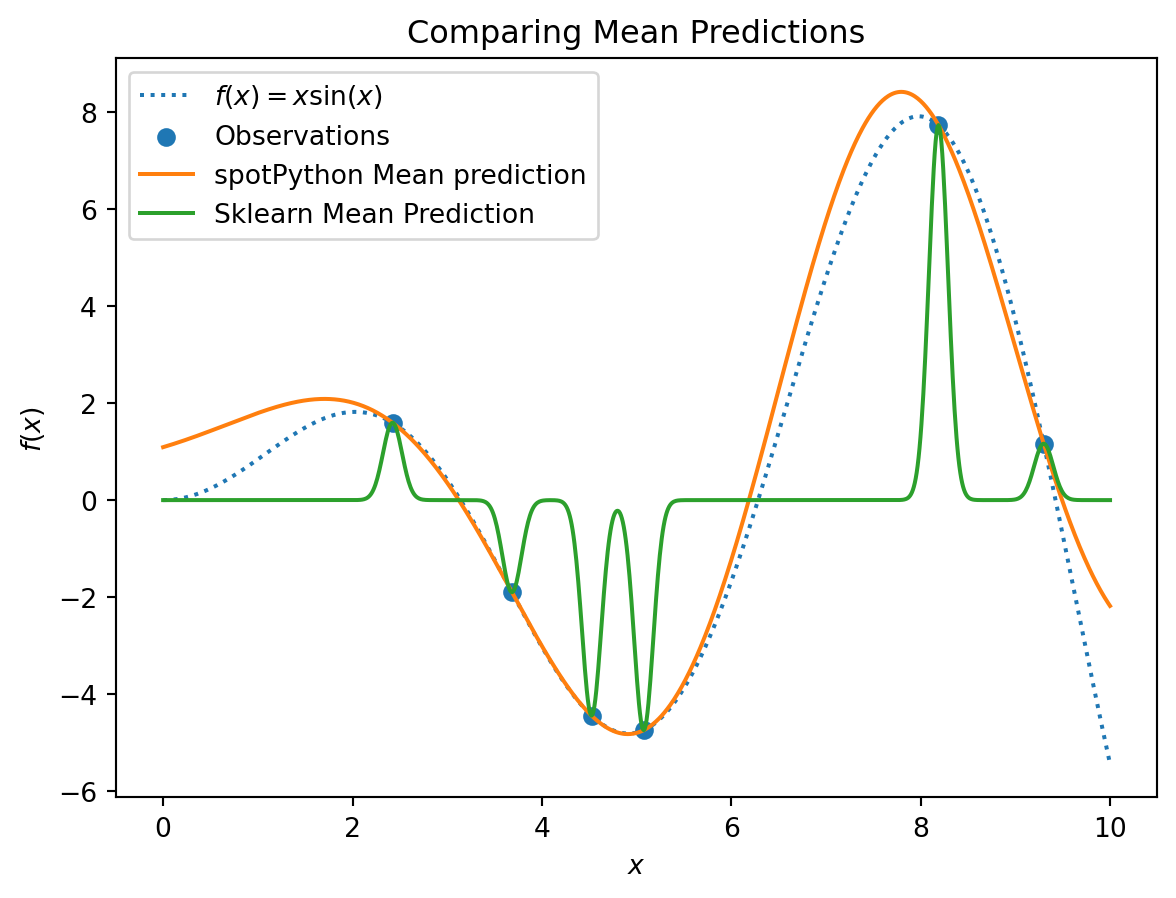 Comparing Mean Predictions
f(x) = x sin(x)
Observations
spotPython Mean prediction
Sklearn Mean Prediction
8
6
4
2
0
−2
−4
−6
f(x)
0 2 4 6 8 10
x